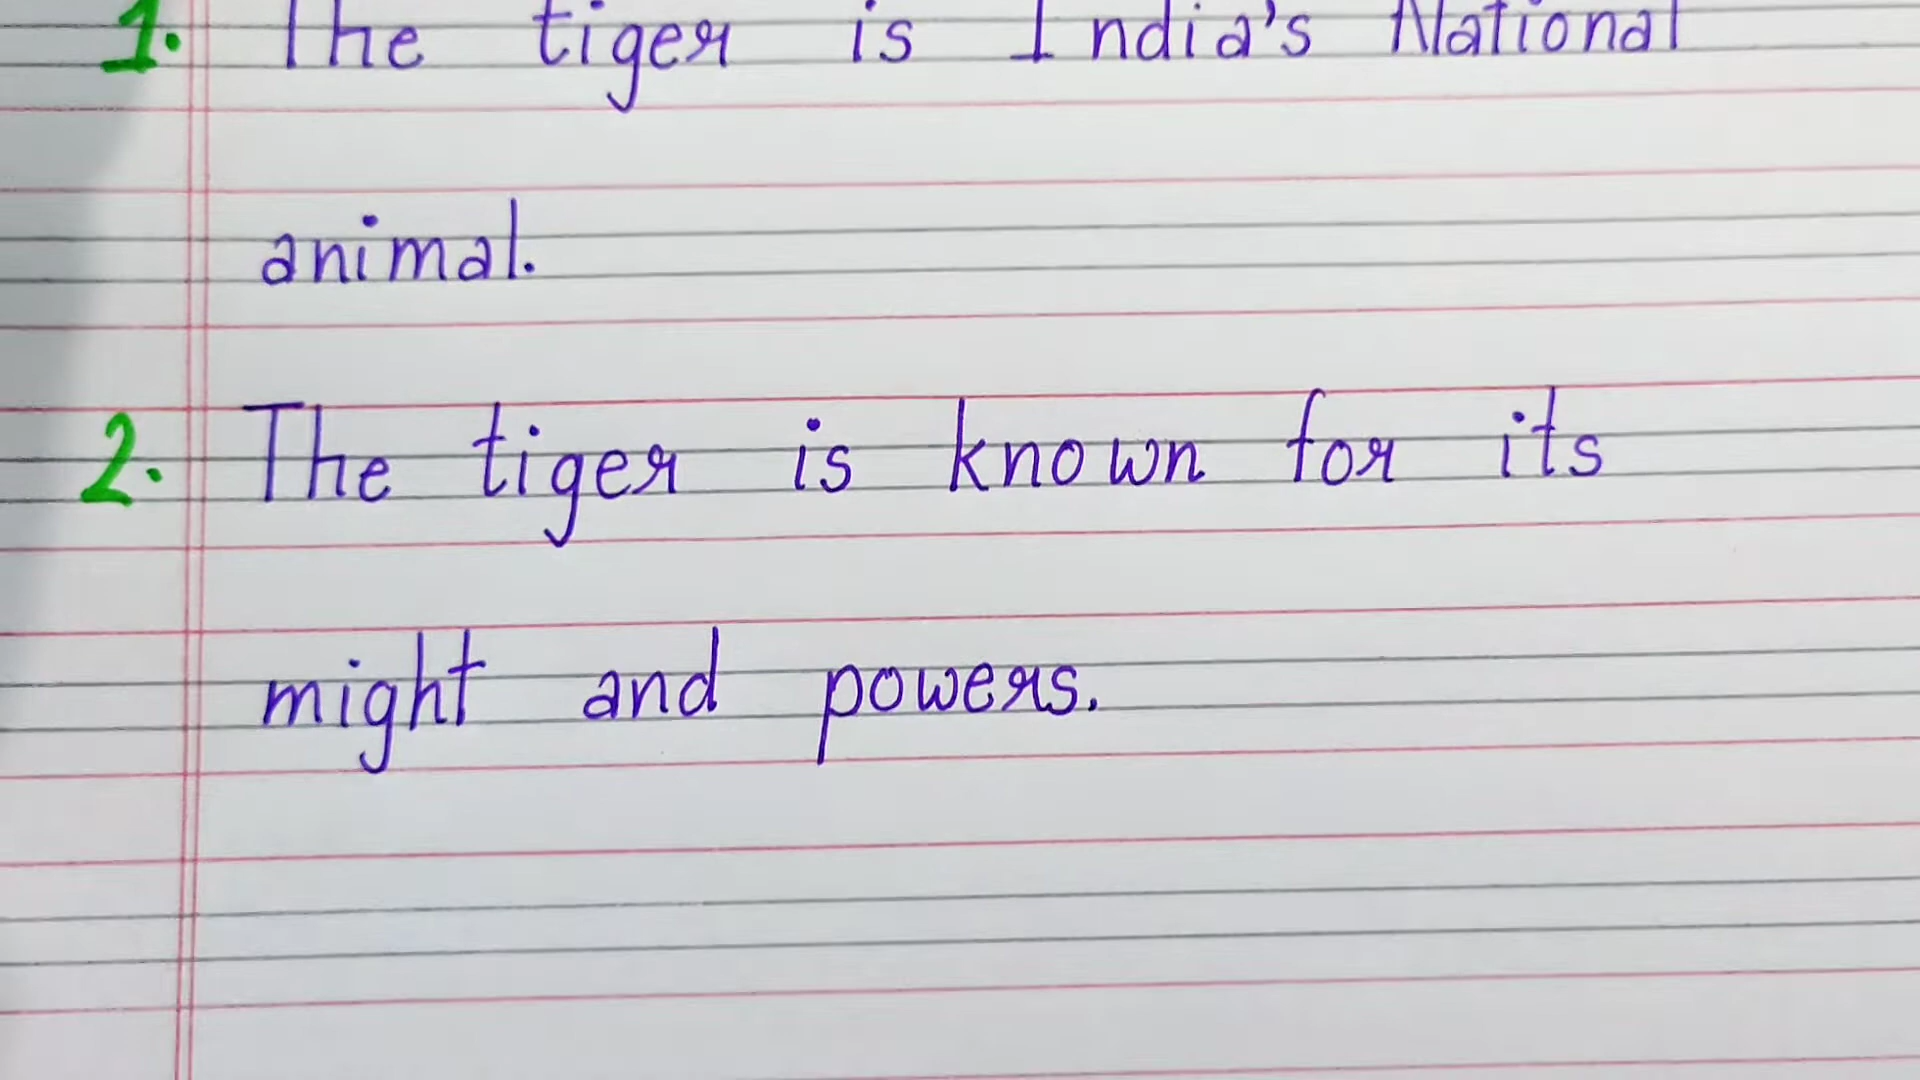 1. The tiger is India's National
animal.
2. The tiger is known for its
might and powers.